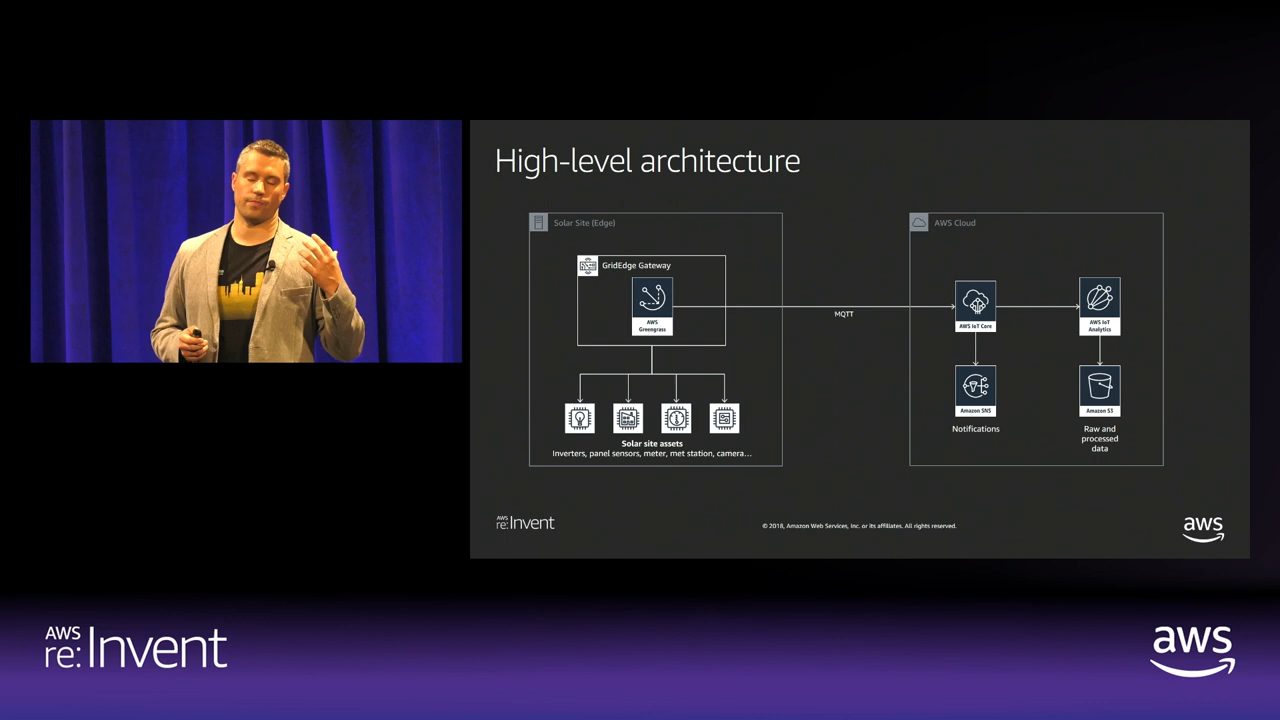 High-level architecture
Solar Site (Edge)
GridEdge Gateway
AWS
Greengrass
Solar site assets
Inverters, panel sensors, meter, met station, camera...
MQTT
AWS Cloud
AWS IoT Core
AWS IoT
Analytics
Amazon SNS
Notifications
Amazon S3
Raw and
processed
data
AWS
re:Invent
© 2018, Amazon Web Services, Inc. or its affiliates. All rights reserved.
aws
AWS
re:Invent
aws